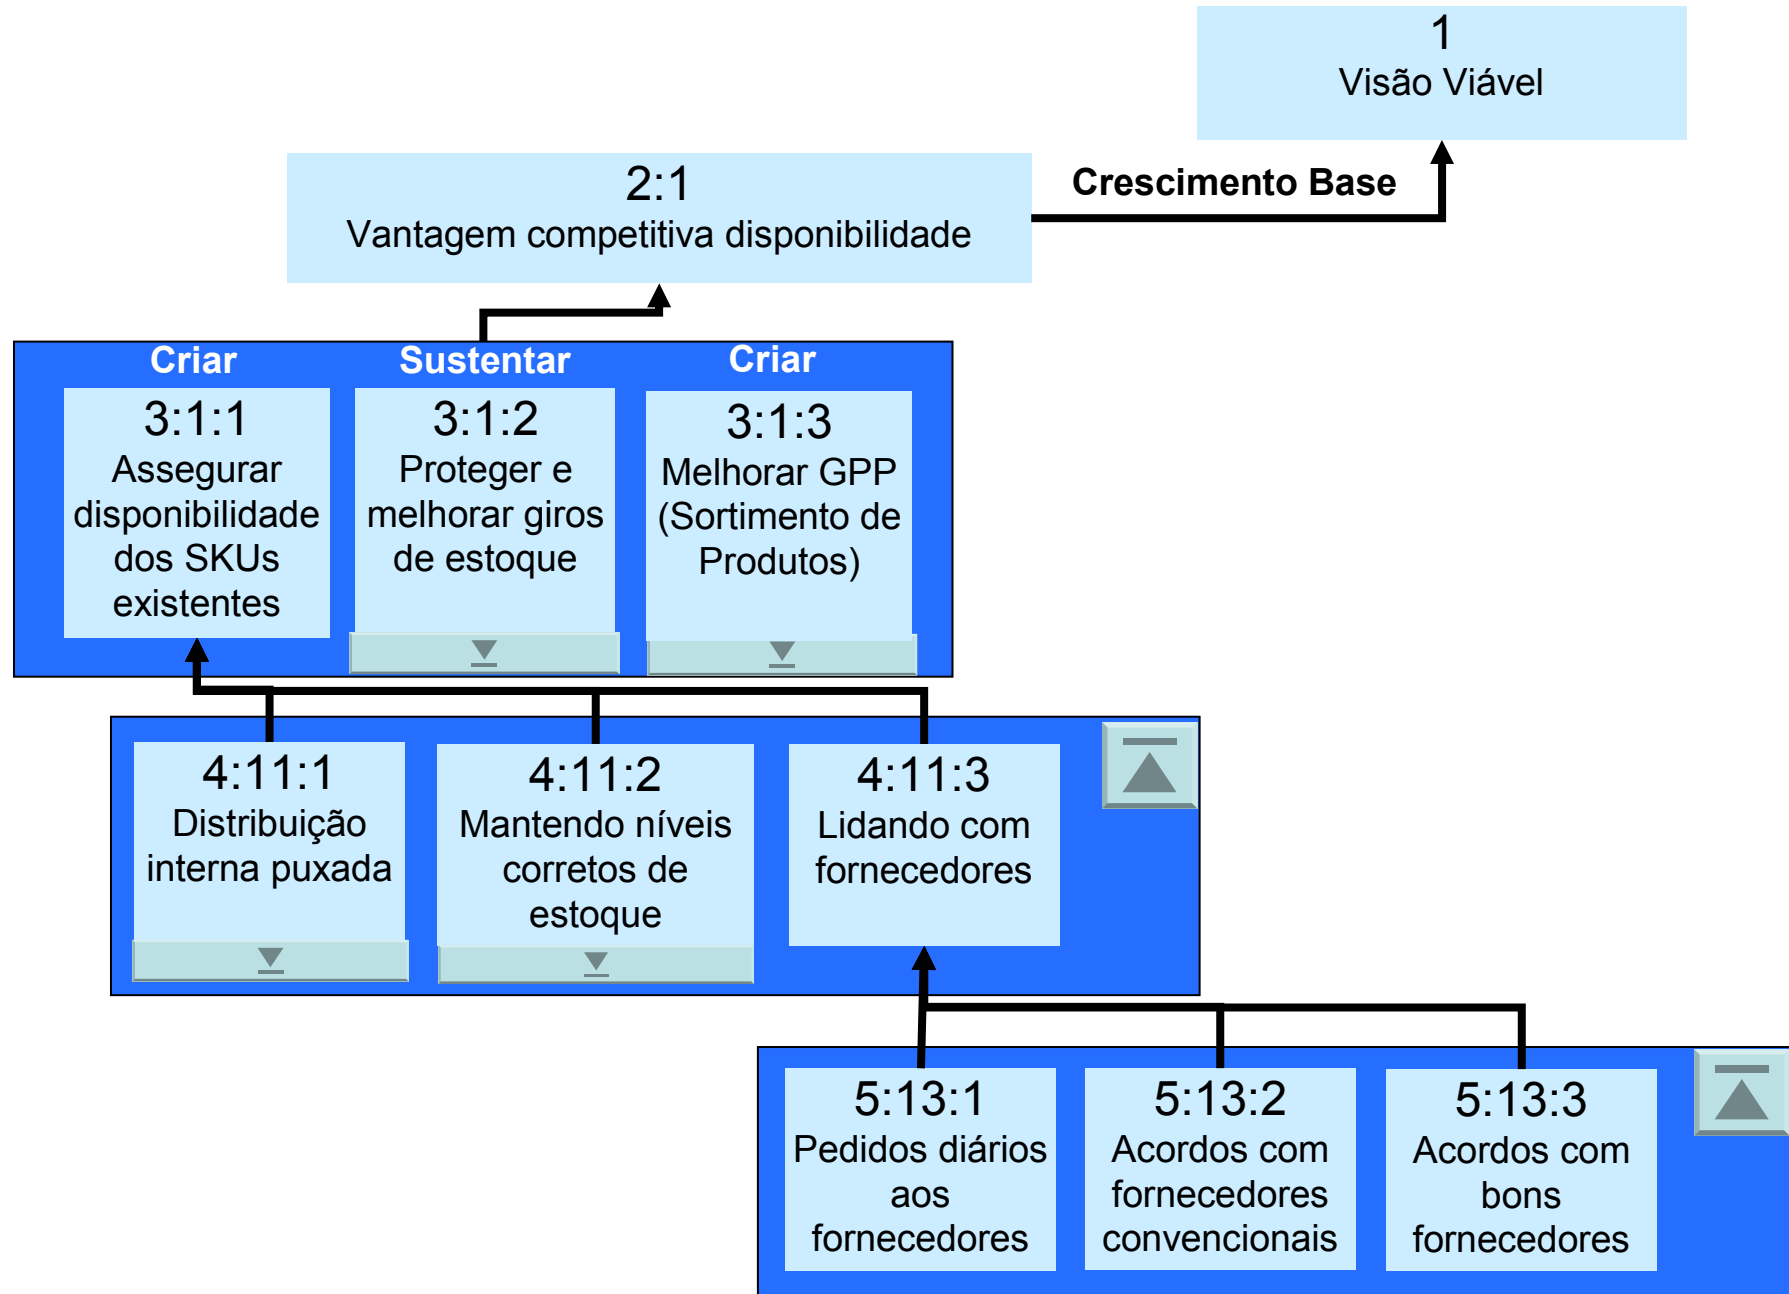 1
Visão Viável
2:1
Vantagem competitiva disponibilidade
Crescimento Base
Criar
3:1:1
Assegurar
disponibilidade
dos SKUs
existentes
Sustentar
3:1:2
Proteger e
melhorar giros
de estoque
Criar
3:1:3
Melhorar GPP
(Sortimento de
Produtos)
4:11:1
Distribuição
interna puxada
4:11:2
Mantendo níveis
corretos de
estoque
4:11:3
Lidando com
fornecedores
5:13:1
Pedidos diários
aos
fornecedores
5:13:2
Acordos com
fornecedores
convencionais
5:13:3
Acordos com
bons
fornecedores